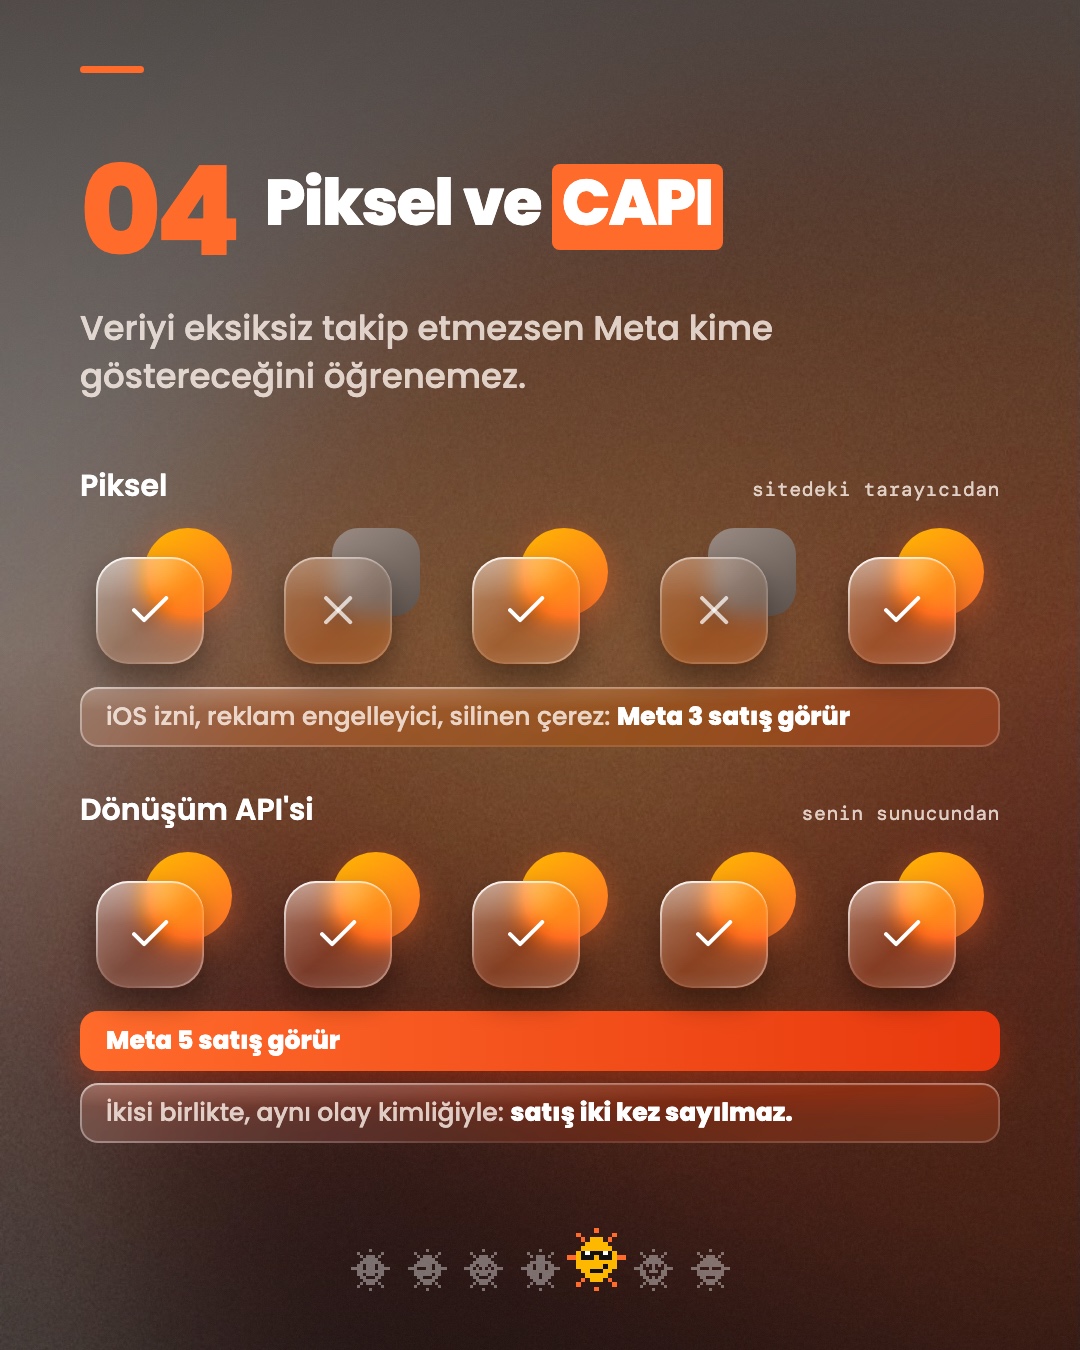 04 Piksel ve CAPI
Veriyi eksiksiz takip etmezsen Meta kime
göstereceğini öğrenemez.
Piksel
sitedeki tarayıcıdan
iOS izni, reklam engelleyici, silinen çerez: Meta 3 satış görür
Dönüşüm API'si
senin sunucundan
Meta 5 satış görür
İkisi birlikte, aynı olay kimliğiyle: satış iki kez sayılmaz.